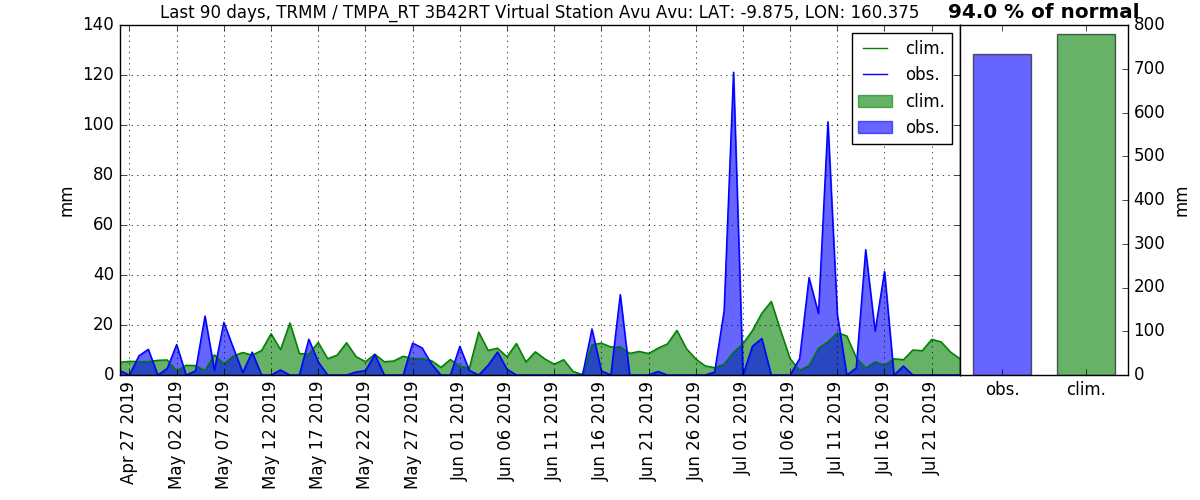 Last 90 days, TRMM / TMPA_RT 3B42RT Virtual Station Avu Avu: LAT: -9.875, LON: 160.375
94.0 % of normal
140
120
100
80
60
40
20
0
mm
clim.
obs.
clim.
obs.
Apr 27 2019
May 02 2019
May 07 2019
May 12 2019
May 17 2019
May 22 2019
May 27 2019
Jun 01 2019
Jun 06 2019
Jun 11 2019
Jun 16 2019
Jun 21 2019
Jun 26 2019
Jul 01 2019
Jul 06 2019
Jul 11 2019
Jul 16 2019
Jul 21 2019
800
700
600
500
400
300
200
100
0
mm
obs.
clim.